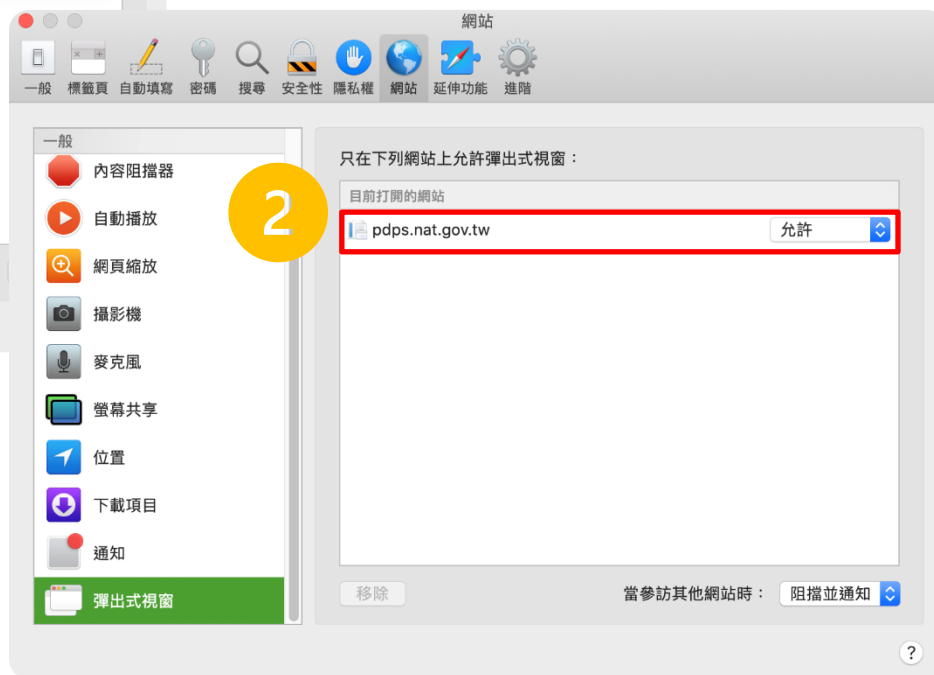 網站
一般 標籤頁 自動填寫 密碼 搜尋 安全性 隱私權 網站 延伸功能 進階
一般
內容阻擋器
自動播放
網頁縮放
攝影機
麥克風
螢幕共享
位置
下載項目
通知
彈出式視窗
2
只在下列網站上允許彈出式視窗：
目前打開的網站
pdps.nat.gov.tw 允許
移除 當參訪其他網站時： 阻擋並通知
?